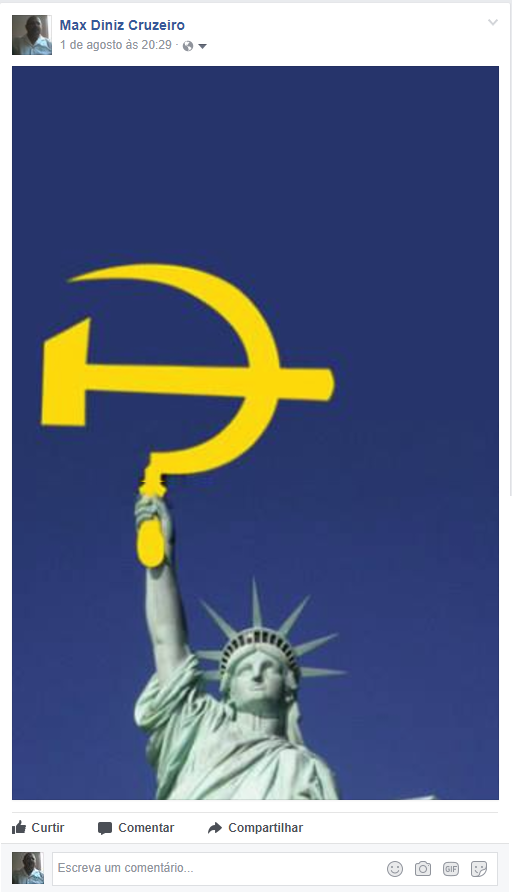 Max Diniz Cruzeiro
1 de agosto às 20:29 ·
Curtir Comentar Compartilhar
Escreva um comentário... GIF